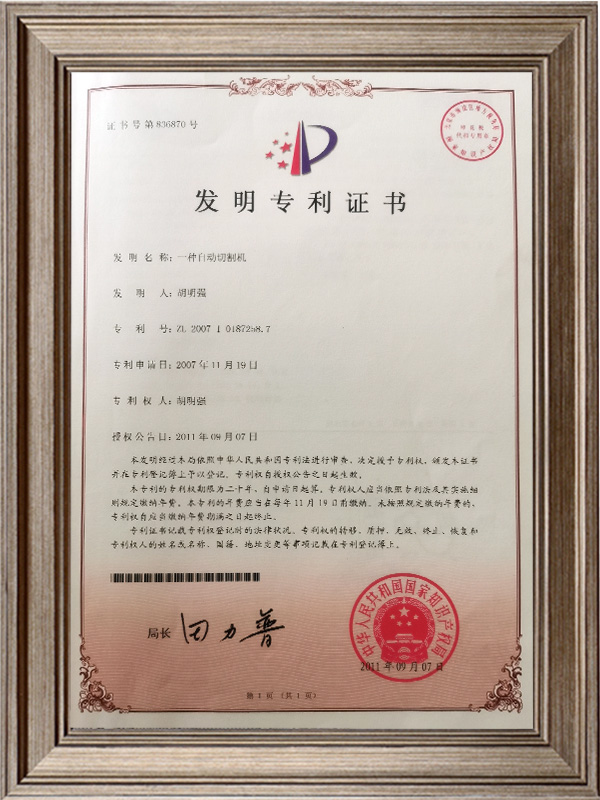 证书号第836870号
发明专利证书
发明名称：一种自动切割机
发明人：胡明强
专利号：ZL 2007 1 0187258.7
专利申请日：2007年11月19日
专利权人：胡明强
授权公告日：2011年09月07日
本发明经过本局依照中华人民共和国专利法进行审查，决定授予专利权，颁发本证书
并在专利登记簿上予以登记。专利权自授权公告之日起生效。
本专利的专利权期限为二十年，自申请日起算。专利权人应当依照专利法及其实施细
则规定缴纳年费。本专利的年费应当在每年11月19日前缴纳。未按照规定缴纳年费的，
专利权自应当缴纳年费期满之日起终止。
专利证书记载专利权登记时的法律状况。专利权的转移、质押、无效、终止、恢复和
专利权人的姓名或名称、国籍、地址变更等事项记载在专利登记簿上。
局长 田力普
中华人民共和国国家知识产权局
2011年09月07日
第1页（共1页）